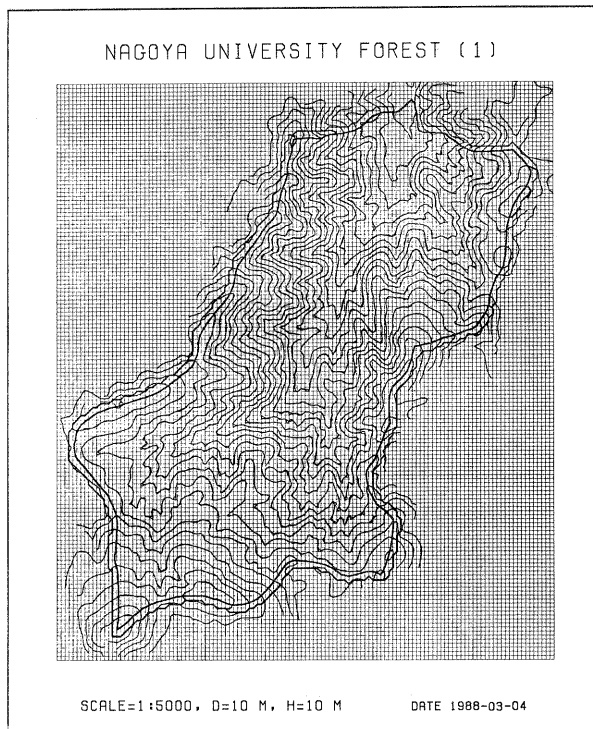 NAGOYA UNIVERSITY FOREST (1)
SCALE=1:5000, D=10 M, H=10 M
DATE 1988-03-04